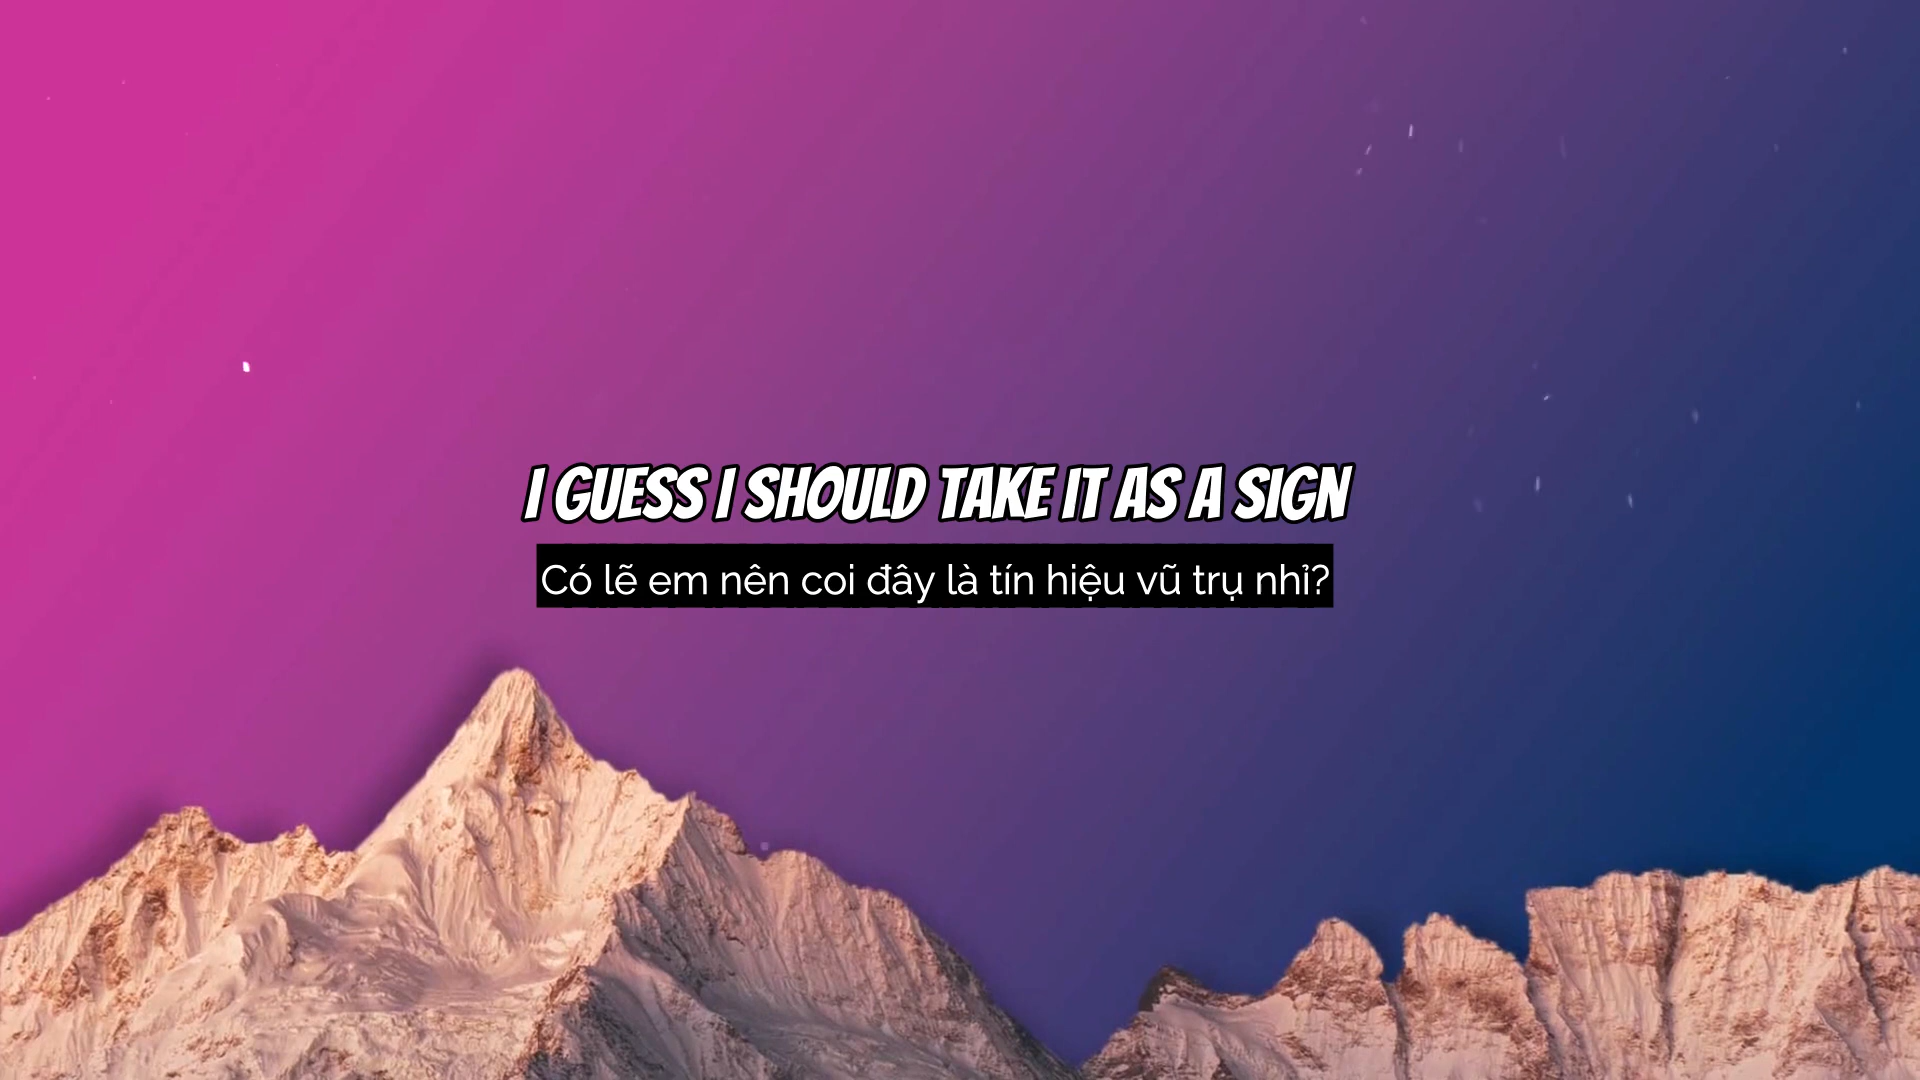 I GUESS I SHOULD TAKE IT AS A SIGN
Có lẽ em nên coi đây là tín hiệu vũ trụ nhỉ?